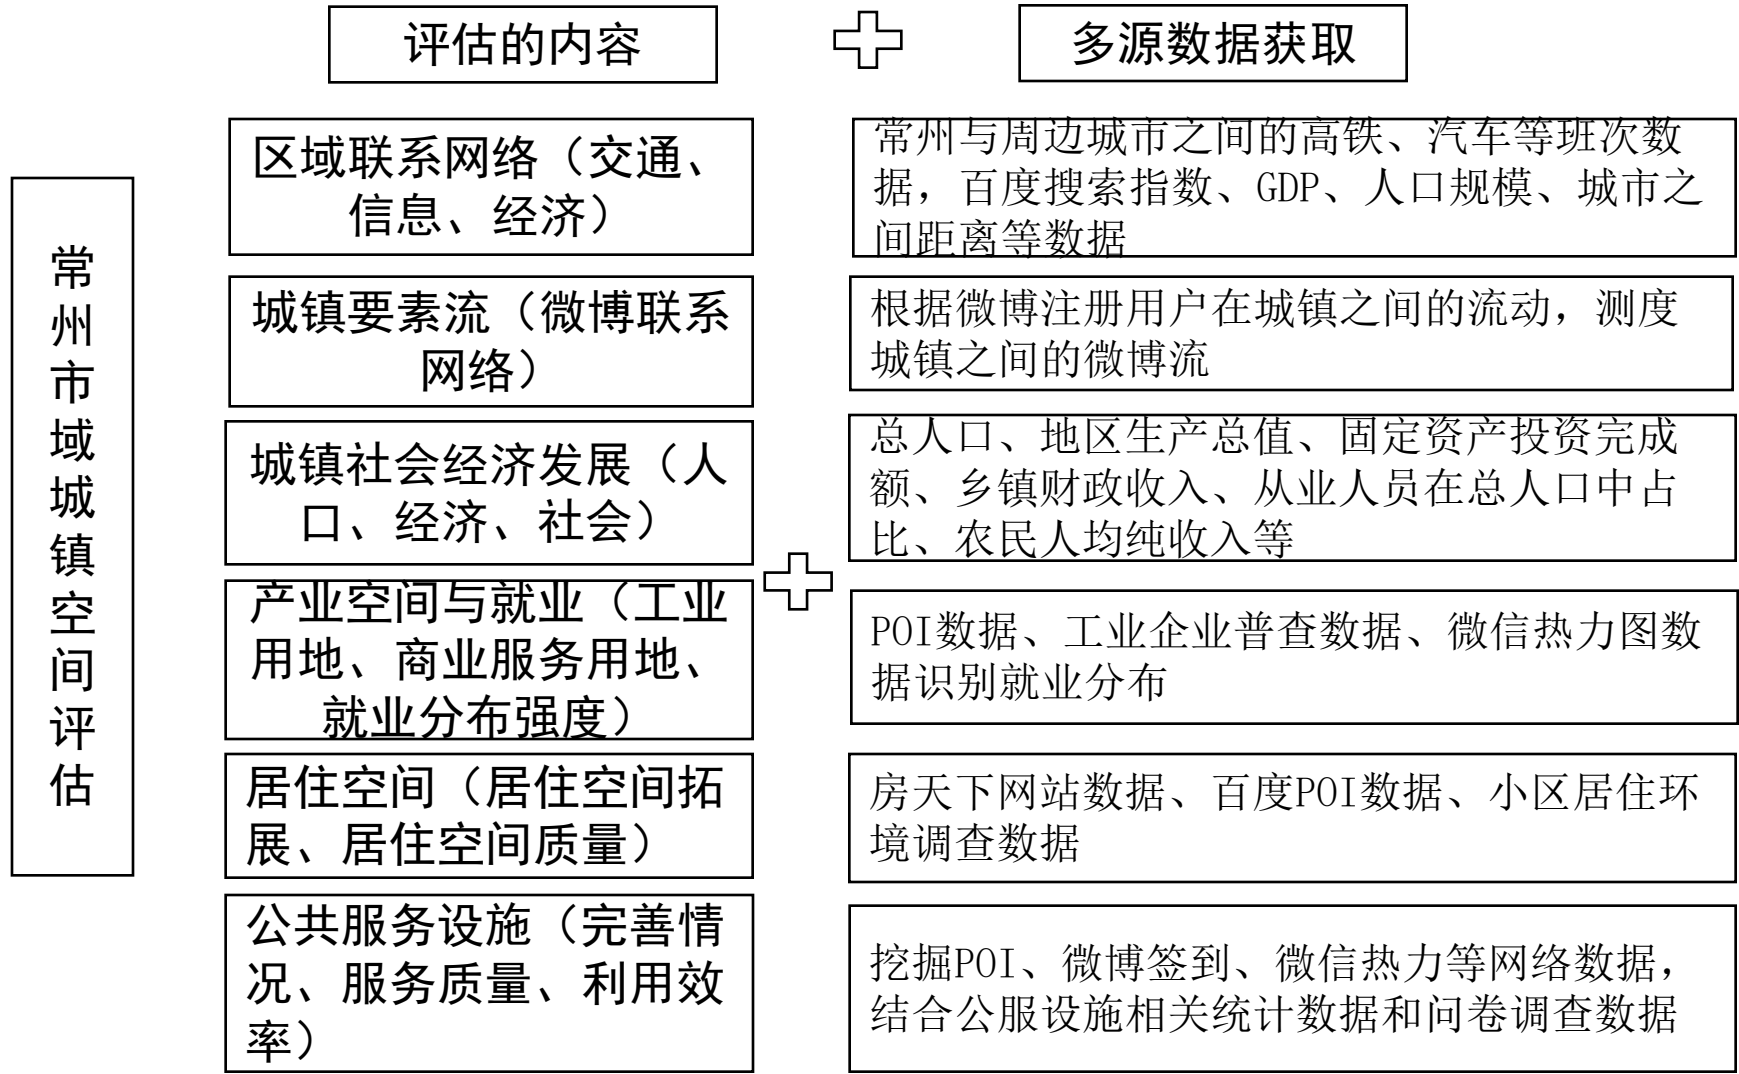 评估的内容
多源数据获取
常州市域城镇空间评估
区域联系网络（交通、
信息、经济）
常州与周边城市之间的高铁、汽车等班次数
据，百度搜索指数、GDP、人口规模、城市之
间距离等数据
城镇要素流（微博联系
网络）
根据微博注册用户在城镇之间的流动，测度
城镇之间的微博流
城镇社会经济发展（人
口、经济、社会）
总人口、地区生产总值、固定资产投资完成
额、乡镇财政收入、从业人员在总人口中占
比、农民人均纯收入等
产业空间与就业（工业
用地、商业服务用地、
就业分布强度）
POI数据、工业企业普查数据、微信热力图数
据识别就业分布
居住空间（居住空间拓
展、居住空间质量）
房天下网站数据、百度POI数据、小区居住环
境调查数据
公共服务设施（完善情
况、服务质量、利用效
率）
挖掘POI、微博签到、微信热力等网络数据，
结合公服设施相关统计数据和问卷调查数据